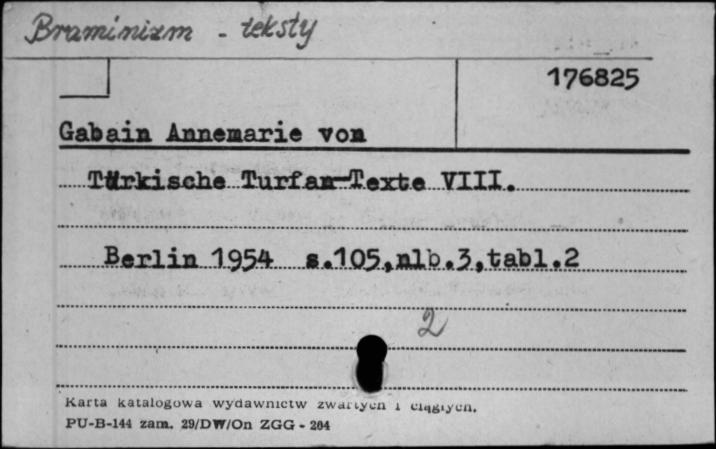 Braminizm - teksty
176825
Gabain Annemarie von
Türkische Turfan-Texte VIII.
Berlin 1954 s.105,nlb.3,tabl.2
2
Karta katalogowa wydawnictw zwartych i ciągłych.
PU-B-144 zam. 29/DW/On ZGG - 204